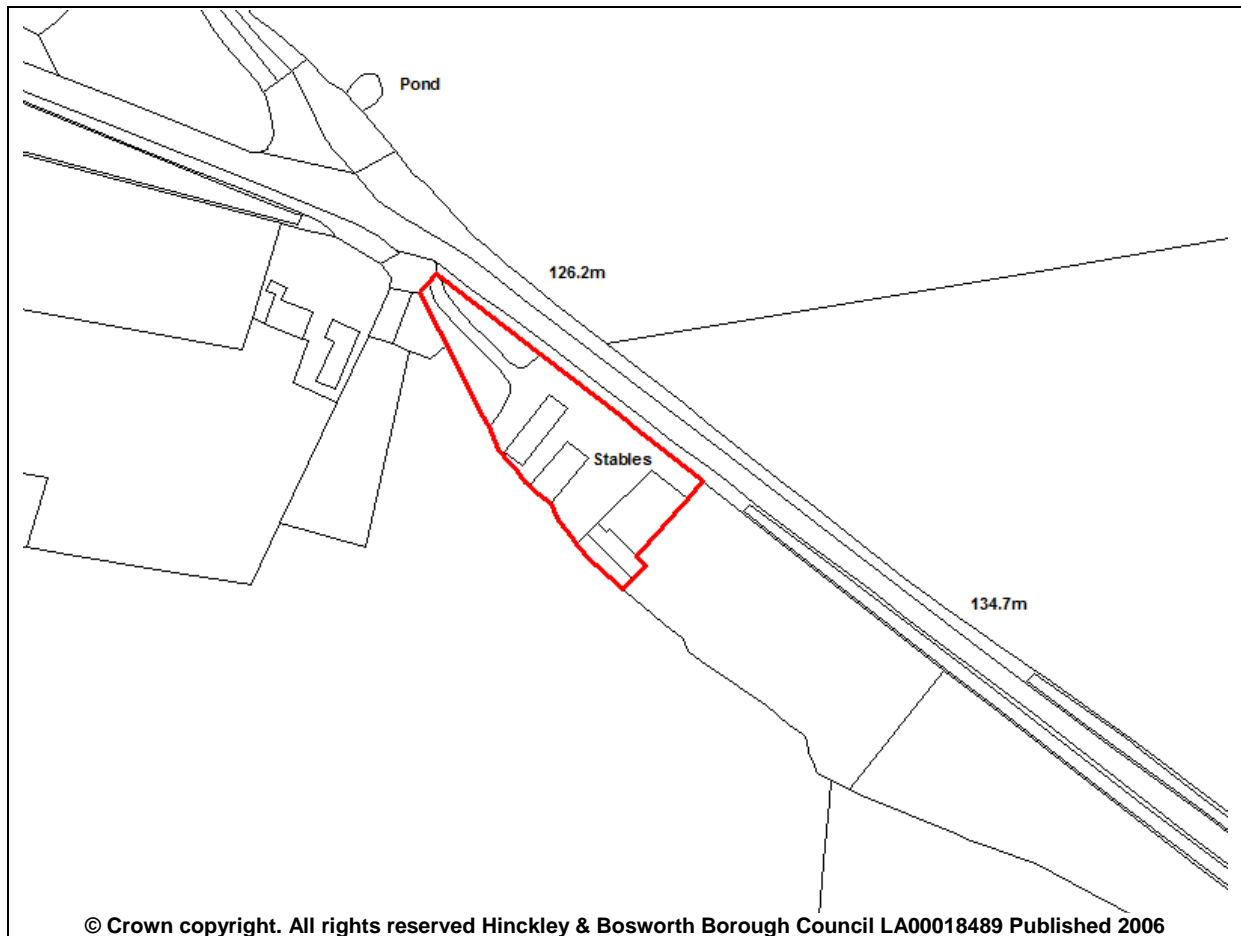 Pond
126.2m
Stables
134.7m
© Crown copyright. All rights reserved Hinckley & Bosworth Borough Council LA00018489 Published 2006